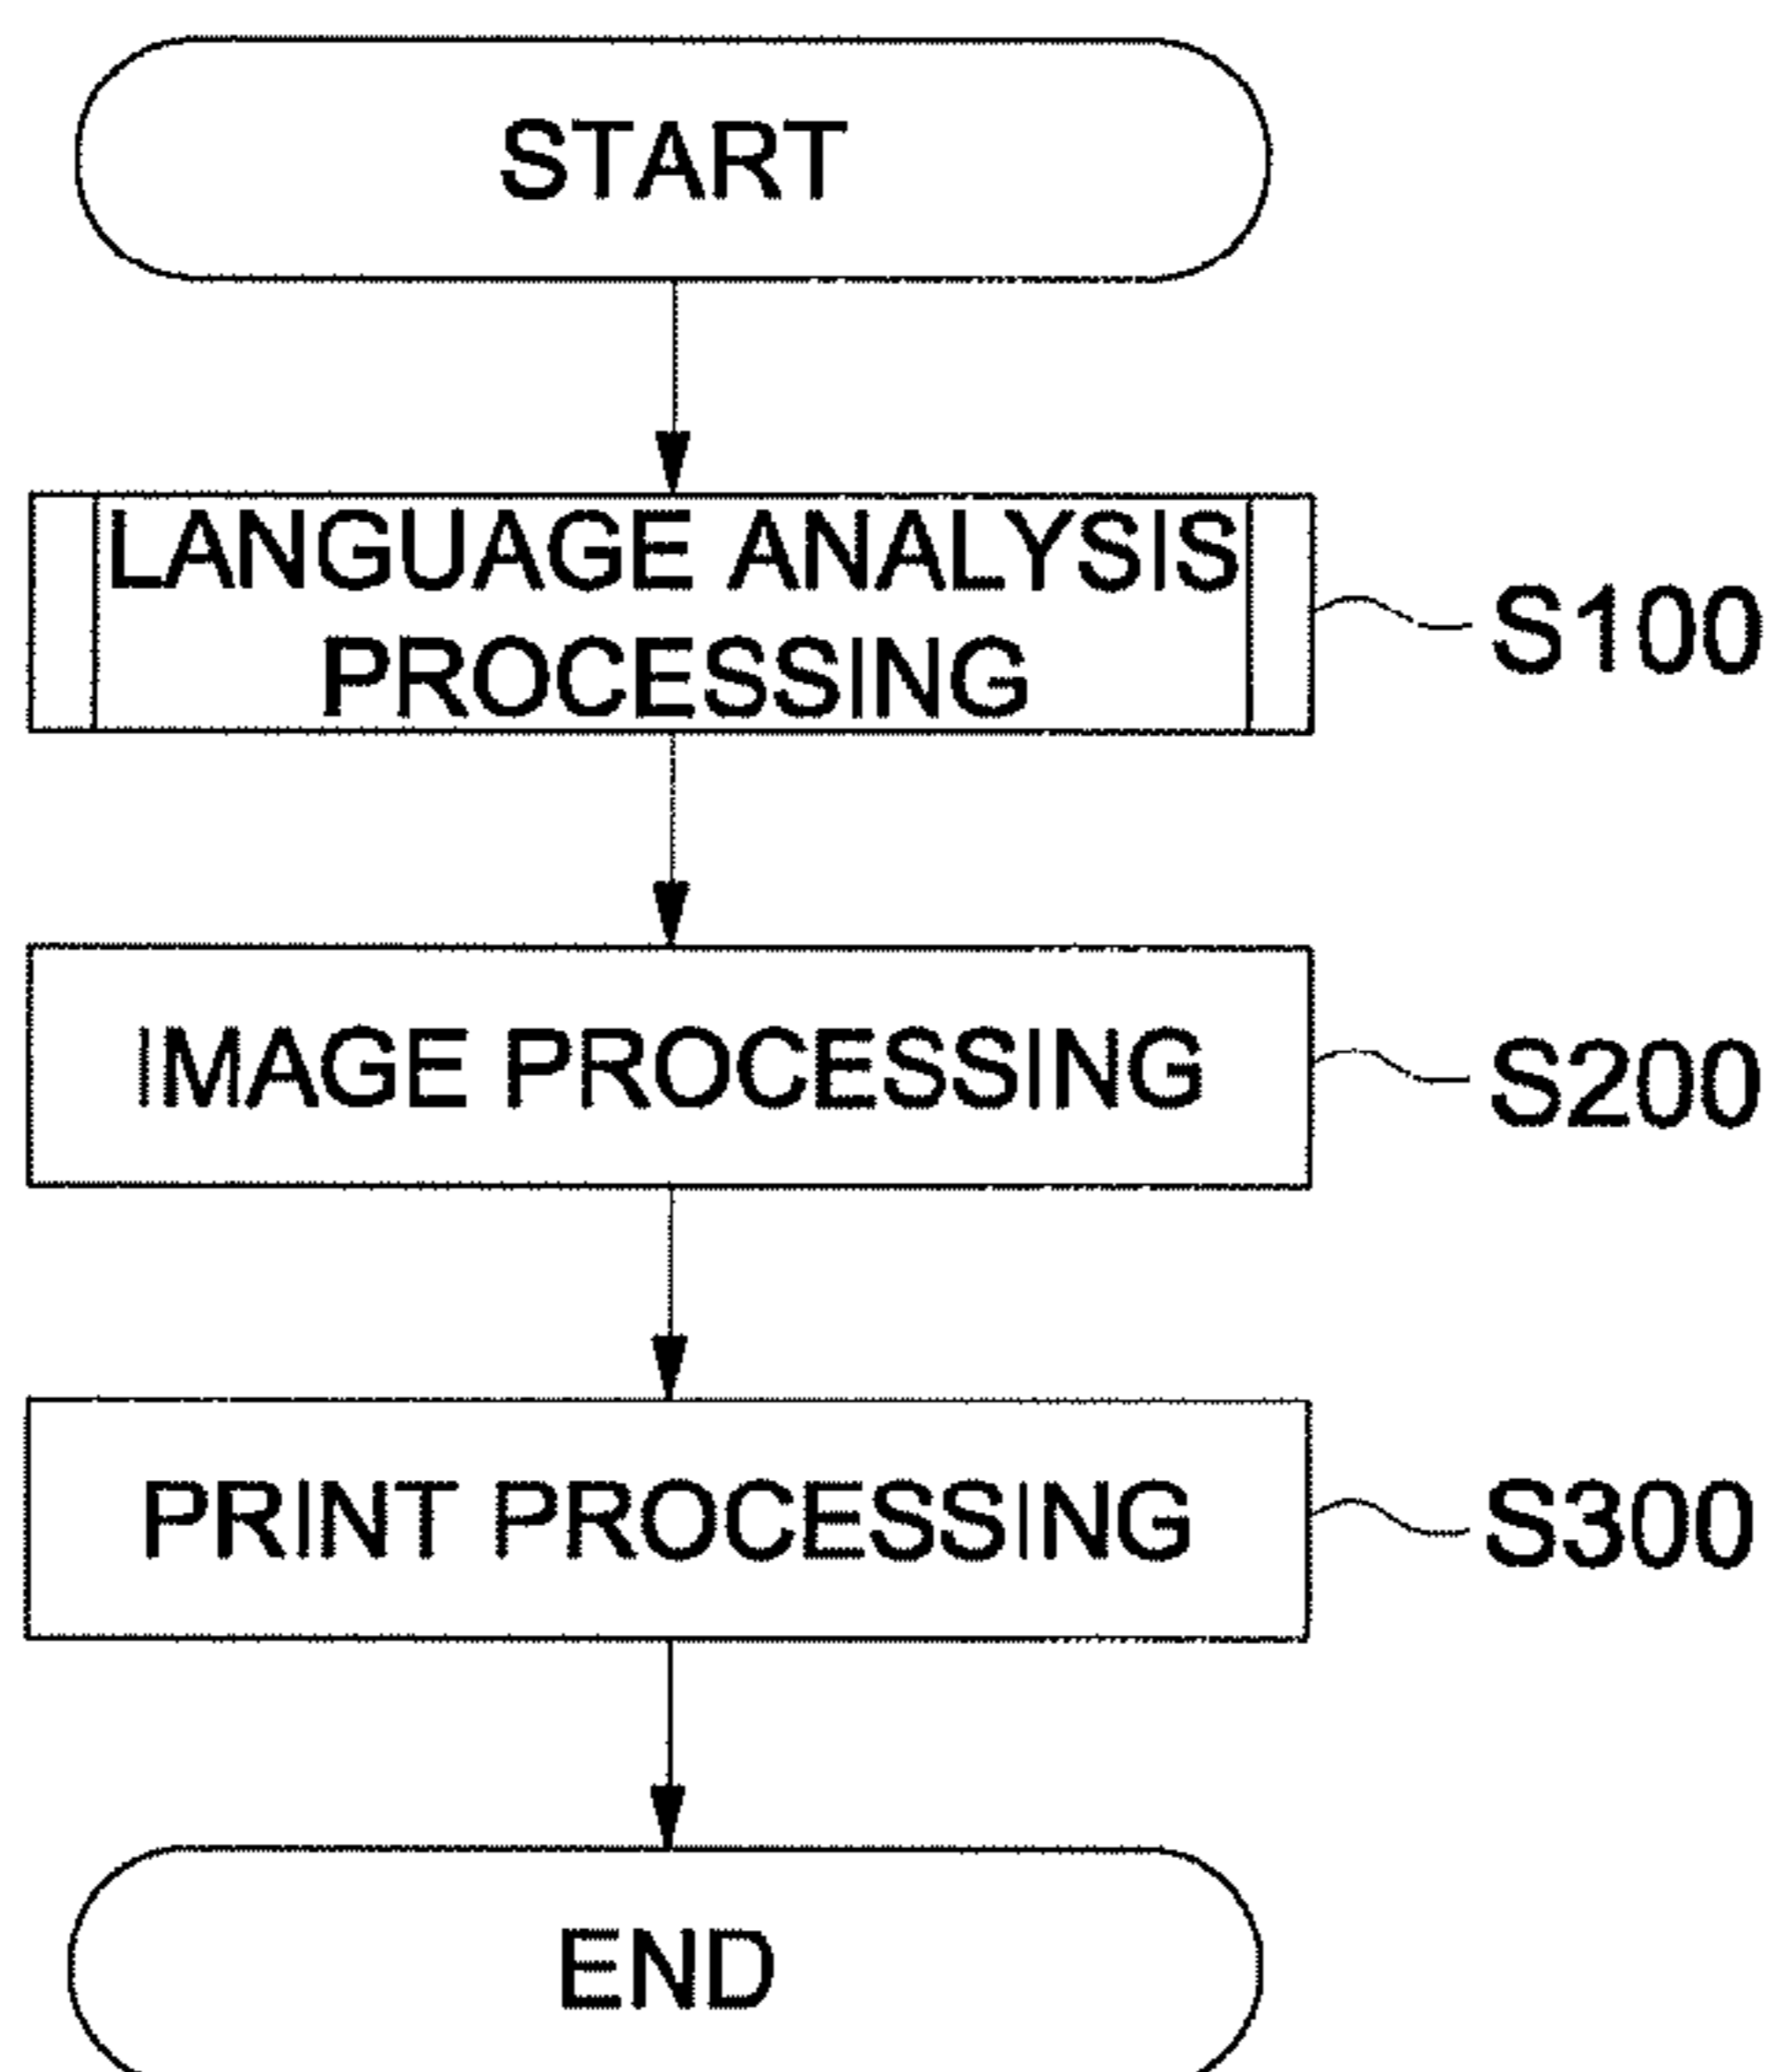 START
LANGUAGE ANALYSIS
PROCESSING
S100
IMAGE PROCESSING
S200
PRINT PROCESSING
S300
END